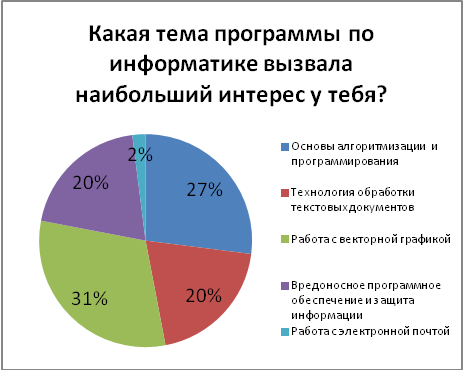 Какая тема программы по
информатике вызвала
наибольший интерес у тебя?
2%
20%
27%
31%
20%
Основы алгоритмизации и
программирования
Технология обработки
текстовых документов
Работа с векторной графикой
Вредоносное программное
обеспечение и защита
информации
Работа с электронной почтой